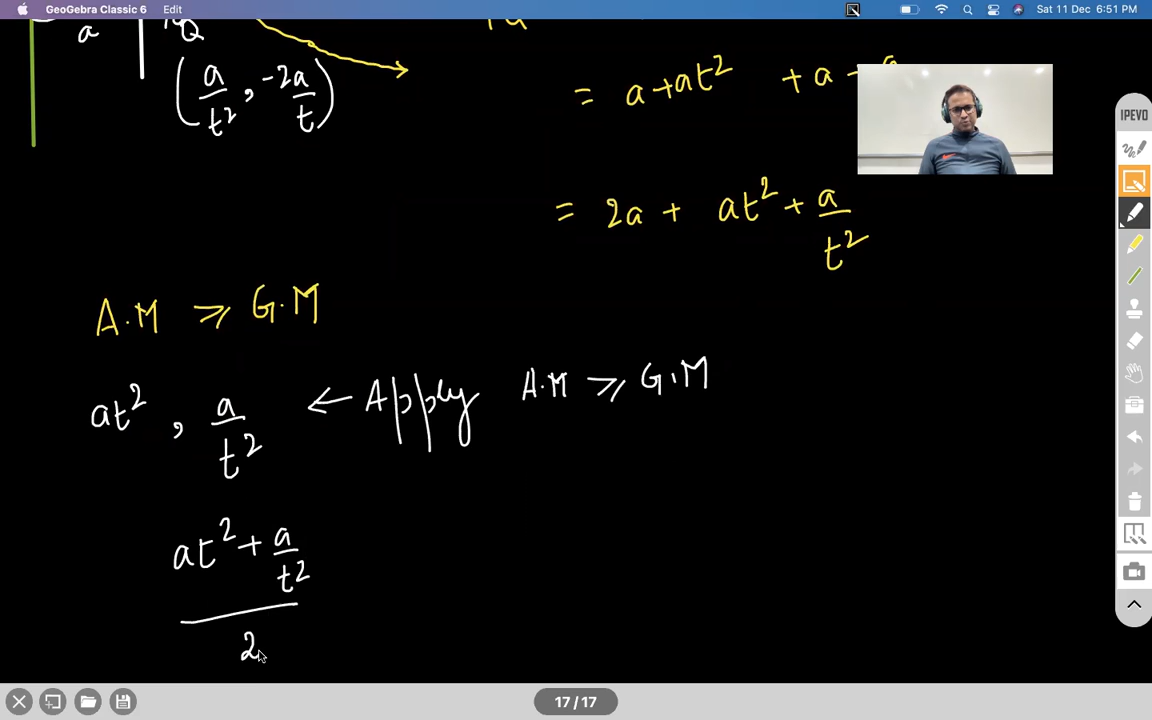 GeoGebra Classic 6 Edit Sat 11 Dec 6:51 PM
a
(a/t², -2a/t)
= a+at² + a
IPEVO
= 2a + at² + a/t²
A.M ≥ G.M
at², a/t² ← Apply A.M ≥ G.M
at² + a/t²
2
17/17